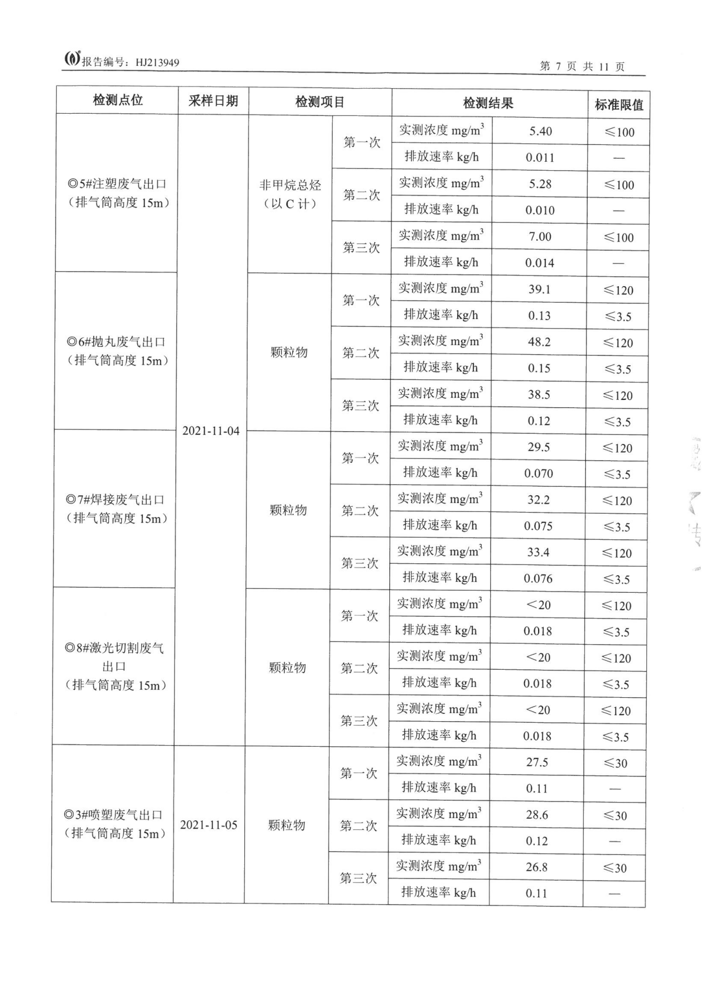 报告编号：HJ213949
第 7 页 共 11 页
检测点位 采样日期 检测项目 检测结果 标准限值
◎5#注塑废气出口
（排气筒高度 15m）
2021-11-04
非甲烷总烃
（以 C 计）
第一次 实测浓度 mg/m³ 5.40 ≤100
排放速率 kg/h 0.011 —
第二次 实测浓度 mg/m³ 5.28 ≤100
排放速率 kg/h 0.010 —
第三次 实测浓度 mg/m³ 7.00 ≤100
排放速率 kg/h 0.014 —
◎6#抛丸废气出口
（排气筒高度 15m）
颗粒物
第一次 实测浓度 mg/m³ 39.1 ≤120
排放速率 kg/h 0.13 ≤3.5
第二次 实测浓度 mg/m³ 48.2 ≤120
排放速率 kg/h 0.15 ≤3.5
第三次 实测浓度 mg/m³ 38.5 ≤120
排放速率 kg/h 0.12 ≤3.5
◎7#焊接废气出口
（排气筒高度 15m）
颗粒物
第一次 实测浓度 mg/m³ 29.5 ≤120
排放速率 kg/h 0.070 ≤3.5
第二次 实测浓度 mg/m³ 32.2 ≤120
排放速率 kg/h 0.075 ≤3.5
第三次 实测浓度 mg/m³ 33.4 ≤120
排放速率 kg/h 0.076 ≤3.5
◎8#激光切割废气
出口
（排气筒高度 15m）
颗粒物
第一次 实测浓度 mg/m³ ＜20 ≤120
排放速率 kg/h 0.018 ≤3.5
第二次 实测浓度 mg/m³ ＜20 ≤120
排放速率 kg/h 0.018 ≤3.5
第三次 实测浓度 mg/m³ ＜20 ≤120
排放速率 kg/h 0.018 ≤3.5
◎3#喷塑废气出口
（排气筒高度 15m）
2021-11-05
颗粒物
第一次 实测浓度 mg/m³ 27.5 ≤30
排放速率 kg/h 0.11 —
第二次 实测浓度 mg/m³ 28.6 ≤30
排放速率 kg/h 0.12 —
第三次 实测浓度 mg/m³ 26.8 ≤30
排放速率 kg/h 0.11 —